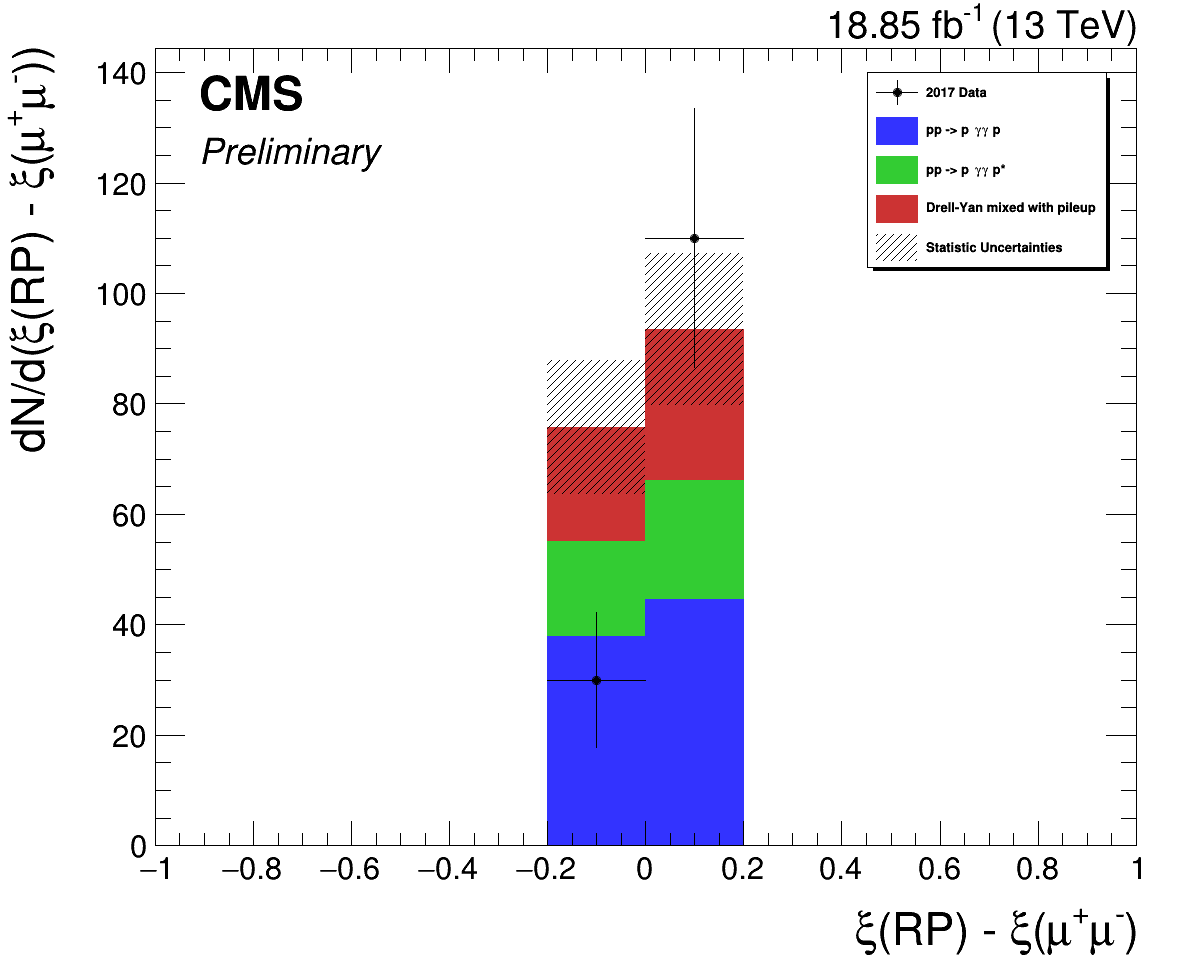 18.85 fb⁻¹ (13 TeV)
CMS
Preliminary
2017 Data
pp -> p γγ p
pp -> p γγ p*
Drell-Yan mixed with pileup
Statistic Uncertainties
dN/d(ξ(RP) - ξ(μ⁺μ⁻))
140
120
100
80
60
40
20
0
−1 −0.8 −0.6 −0.4 −0.2 0 0.2 0.4 0.6 0.8 1
ξ(RP) - ξ(μ⁺μ⁻)